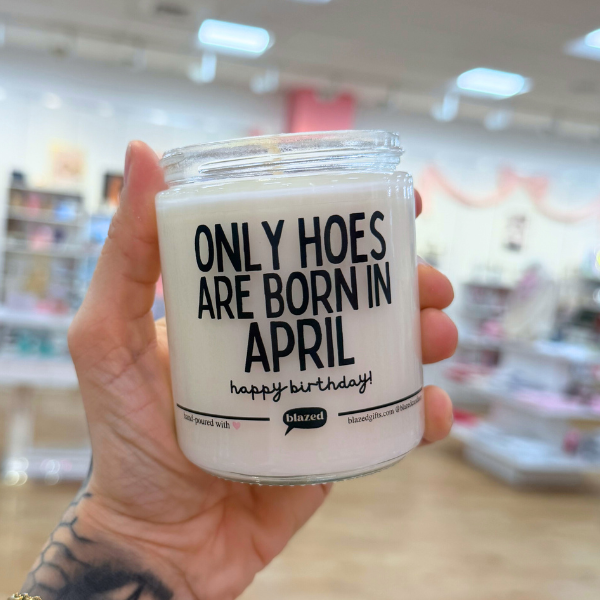 ONLY HOES
ARE BORN IN
APRIL
happy birthday!
hand-poured with
blazed
blazedgifts.com